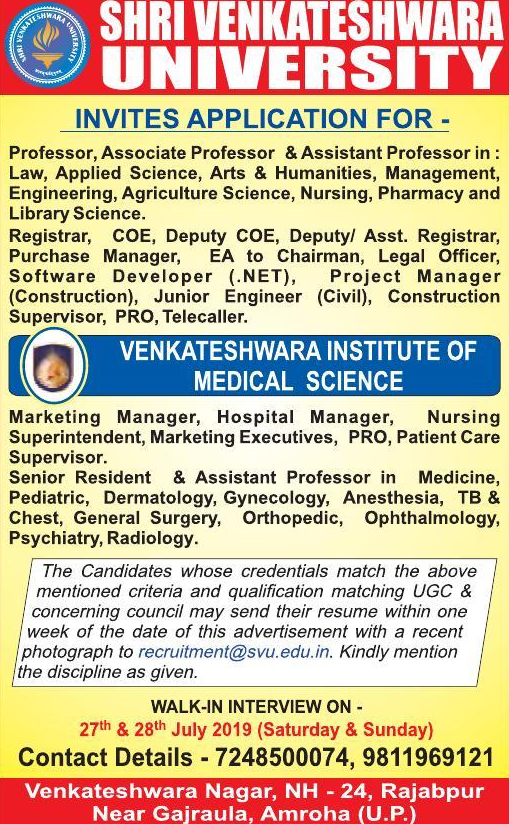 SHRI VENKATESHWARA UNIVERSITY
SHRI VENKATESHWARA
UNIVERSITY
INVITES APPLICATION FOR -
Professor, Associate Professor & Assistant Professor in :
Law, Applied Science, Arts & Humanities, Management,
Engineering, Agriculture Science, Nursing, Pharmacy and
Library Science.
Registrar, COE, Deputy COE, Deputy/ Asst. Registrar,
Purchase Manager, EA to Chairman, Legal Officer,
Software Developer (.NET), Project Manager
(Construction), Junior Engineer (Civil), Construction
Supervisor, PRO, Telecaller.
VENKATESHWARA INSTITUTE OF
MEDICAL SCIENCE
Marketing Manager, Hospital Manager, Nursing
Superintendent, Marketing Executives, PRO, Patient Care
Supervisor.
Senior Resident & Assistant Professor in Medicine,
Pediatric, Dermatology, Gynecology, Anesthesia, TB &
Chest, General Surgery, Orthopedic, Ophthalmology,
Psychiatry, Radiology.
The Candidates whose credentials match the above
mentioned criteria and qualification matching UGC &
concerning council may send their resume within one
week of the date of this advertisement with a recent
photograph to recruitment@svu.edu.in. Kindly mention
the discipline as given.
WALK-IN INTERVIEW ON -
27th & 28th July 2019 (Saturday & Sunday)
Contact Details - 7248500074, 9811969121
Venkateshwara Nagar, NH - 24, Rajabpur
Near Gajraula, Amroha (U.P.)